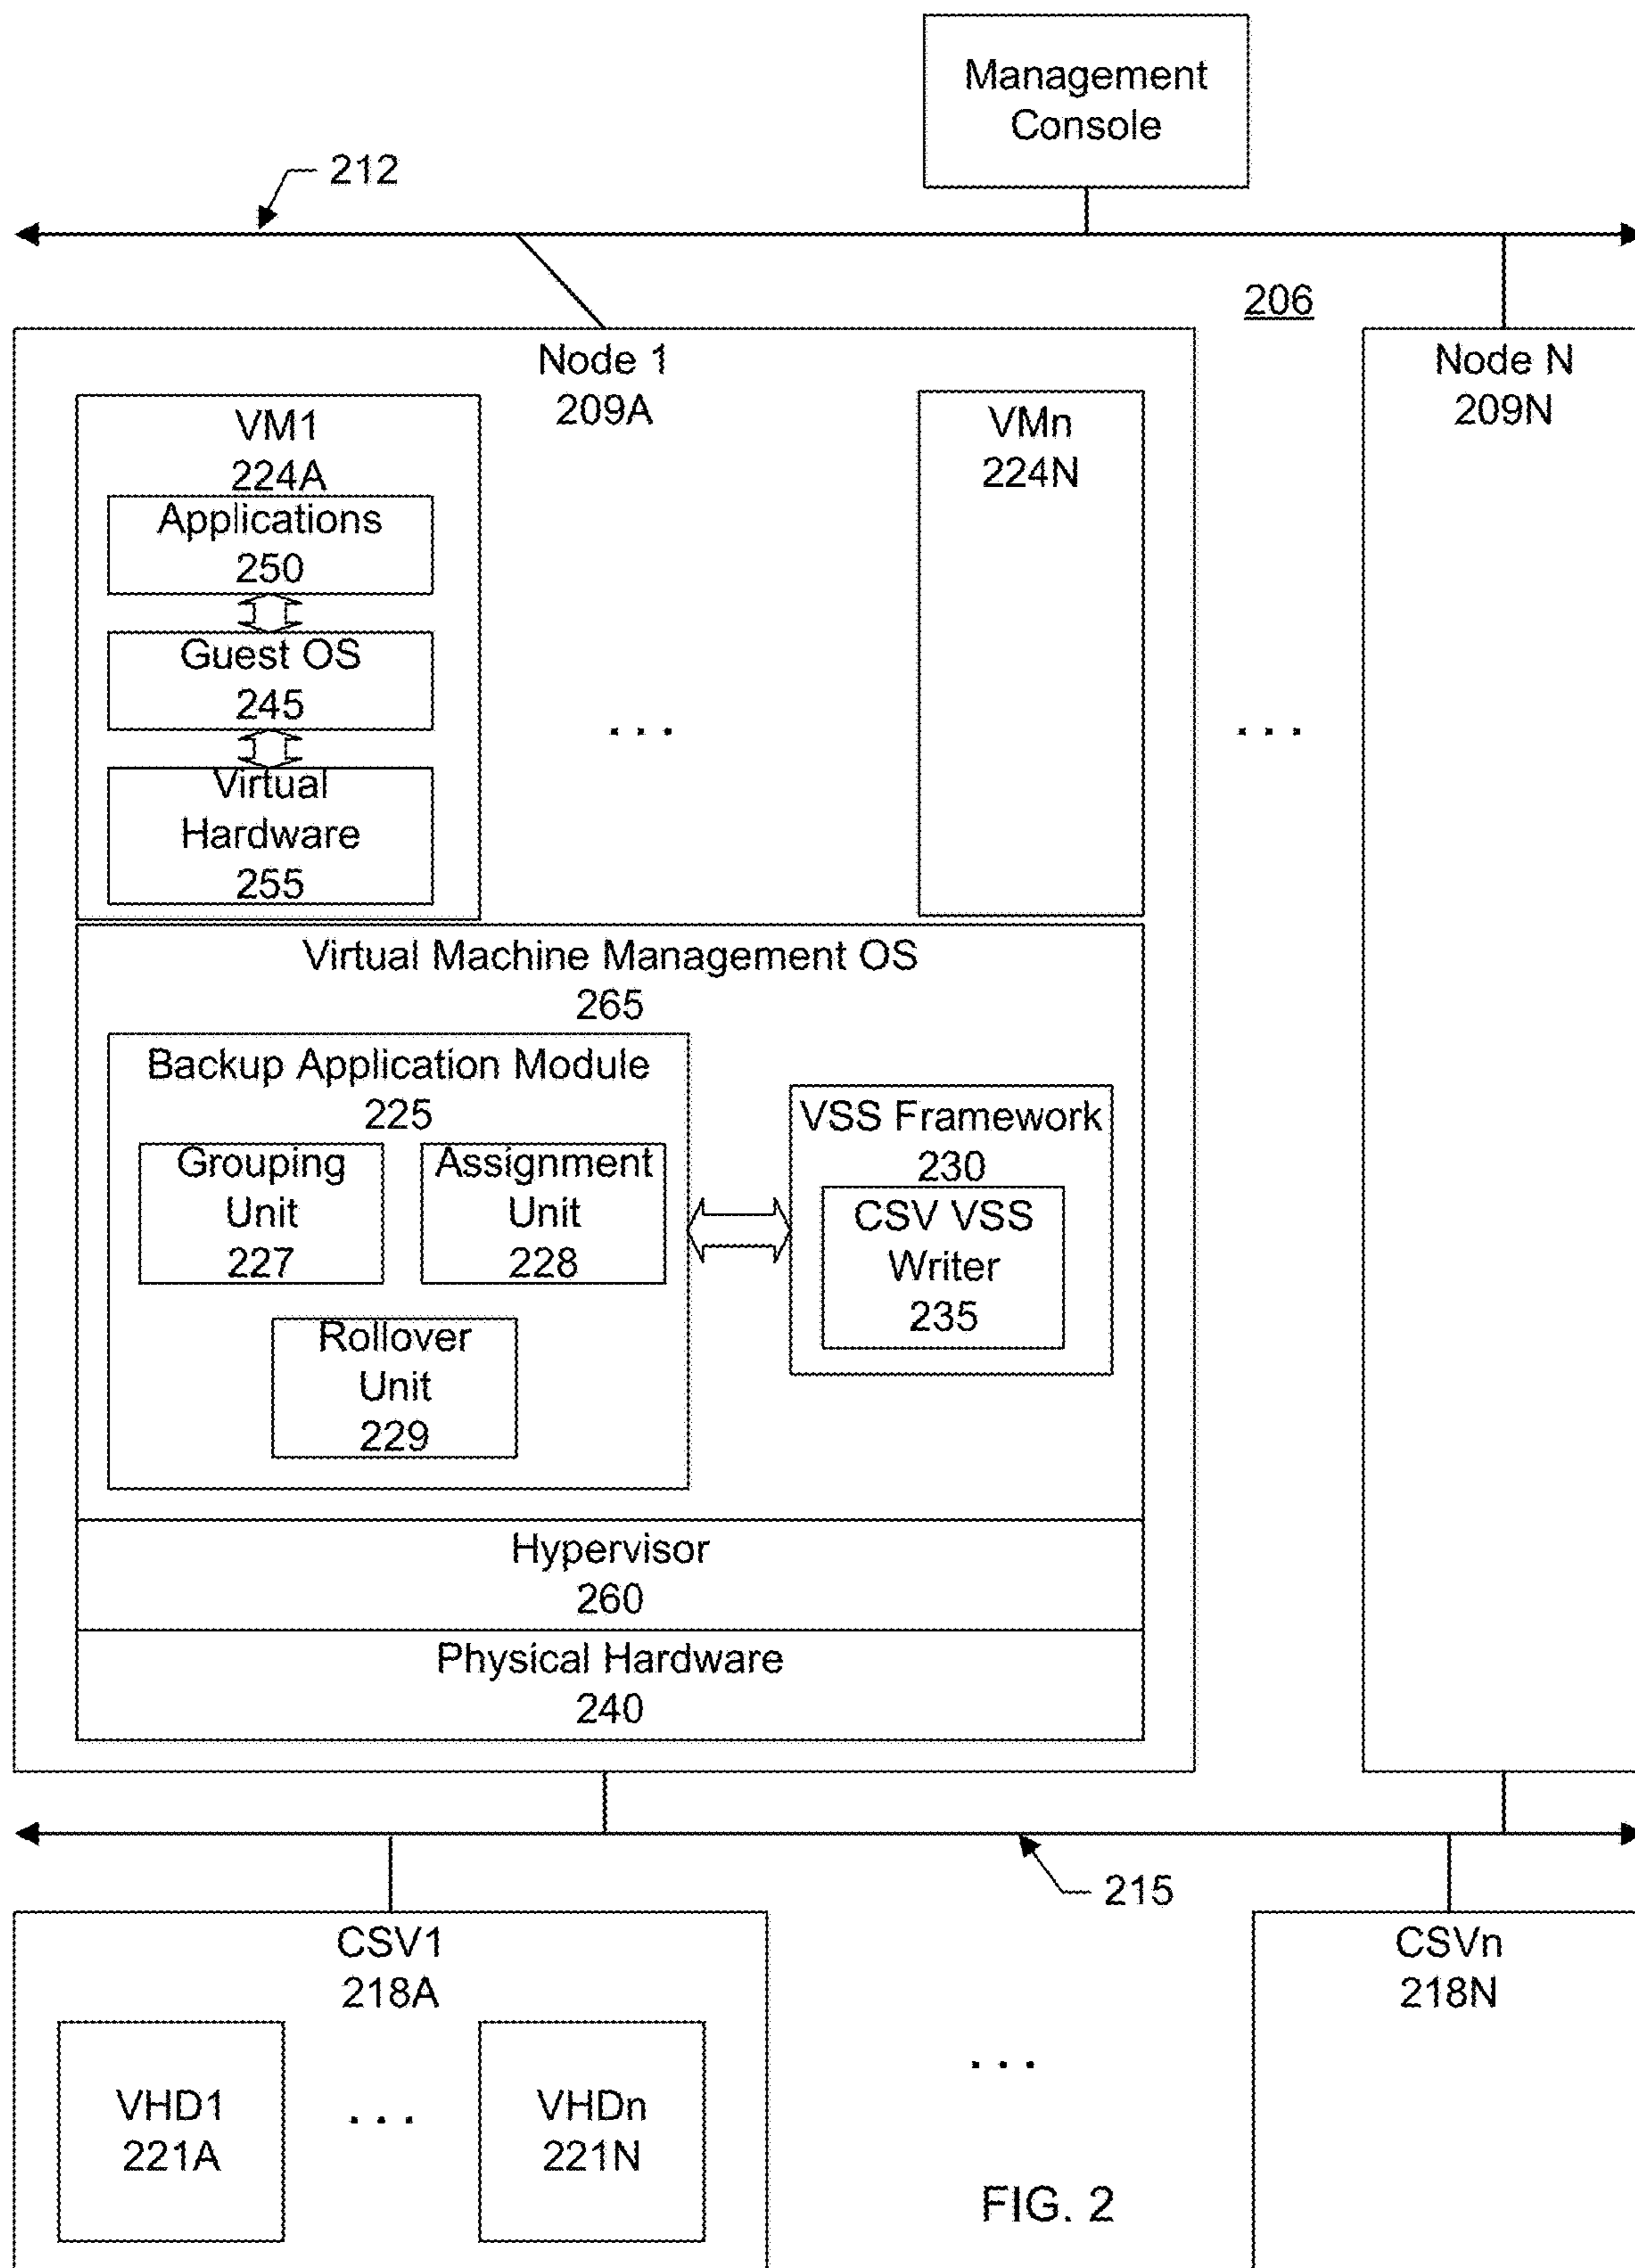 Management
Console
212
206
Node 1
209A
Node N
209N
VM1
224A
VMn
224N
Applications
250
Guest OS
245
. . .
. . .
Virtual
Hardware
255
Virtual Machine Management OS
265
Backup Application Module
225
VSS Framework
230
Grouping
Unit
227
Assignment
Unit
228
CSV VSS
Writer
235
Rollover
Unit
229
Hypervisor
260
Physical Hardware
240
215
CSV1
218A
CSVn
218N
. . .
VHD1
221A
. . .
VHDn
221N
FIG. 2